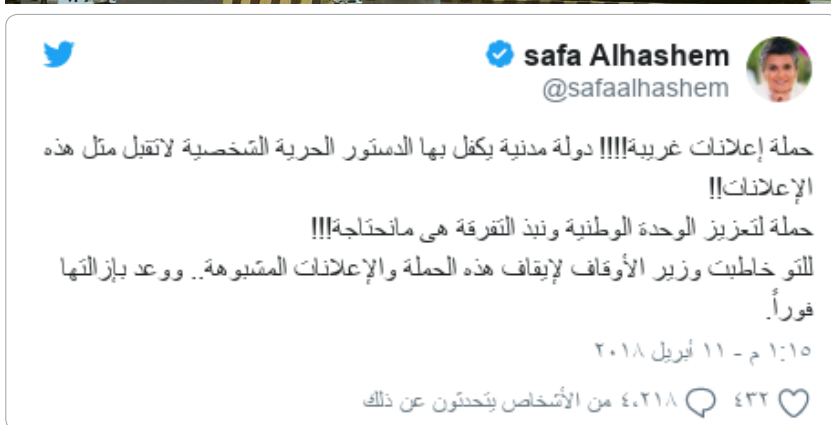 safa Alhashem
@safaalhashem
حملة إعلانات غريبة!!!! دولة مدنية يكفل بها الدستور الحرية الشخصية لاتقبل مثل هذه
الإعلانات!!
حملة لتعزيز الوحدة الوطنية ونبذ التفرقة هى مانحتاجة!!!
للتو خاطبت وزير الأوقاف لإيقاف هذه الحملة والإعلانات المشبوهة.. ووعد بإزالتها
فوراً.
١:١٥ م - ١١ أبريل ٢٠١٨
٤٣٢ ٤،٢١٨ من الأشخاص يتحدثون عن ذلك